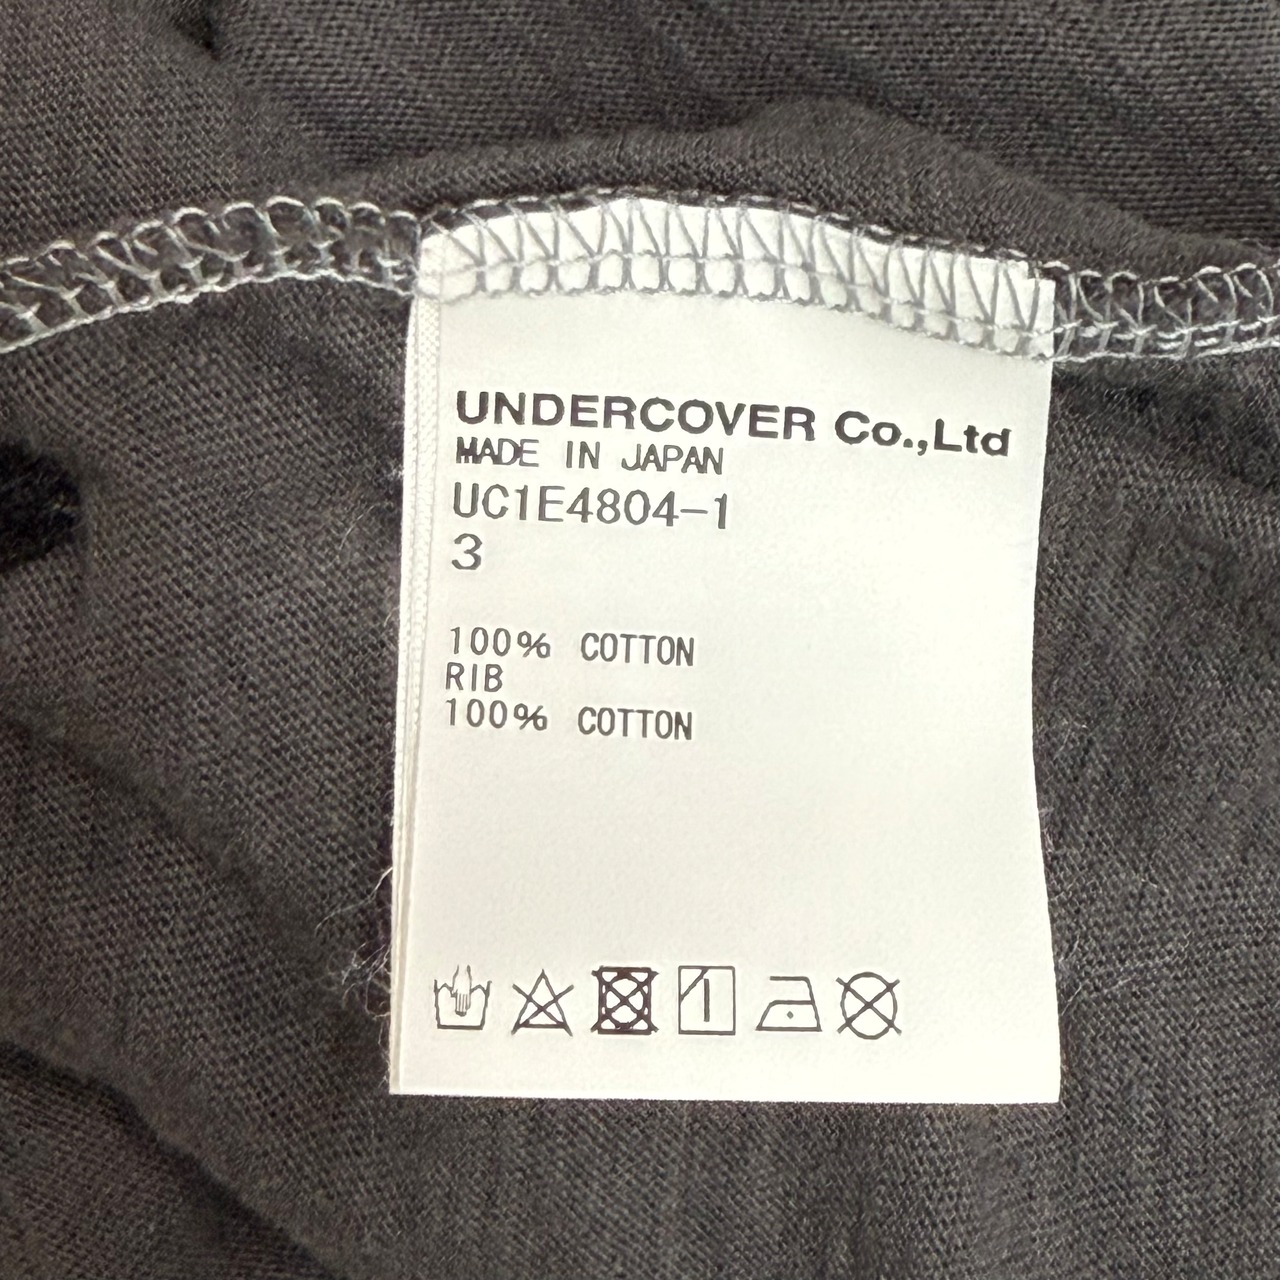 UNDERCOVER Co.,Ltd
MADE IN JAPAN
UC1E4804-1
3
100% COTTON
RIB
100% COTTON